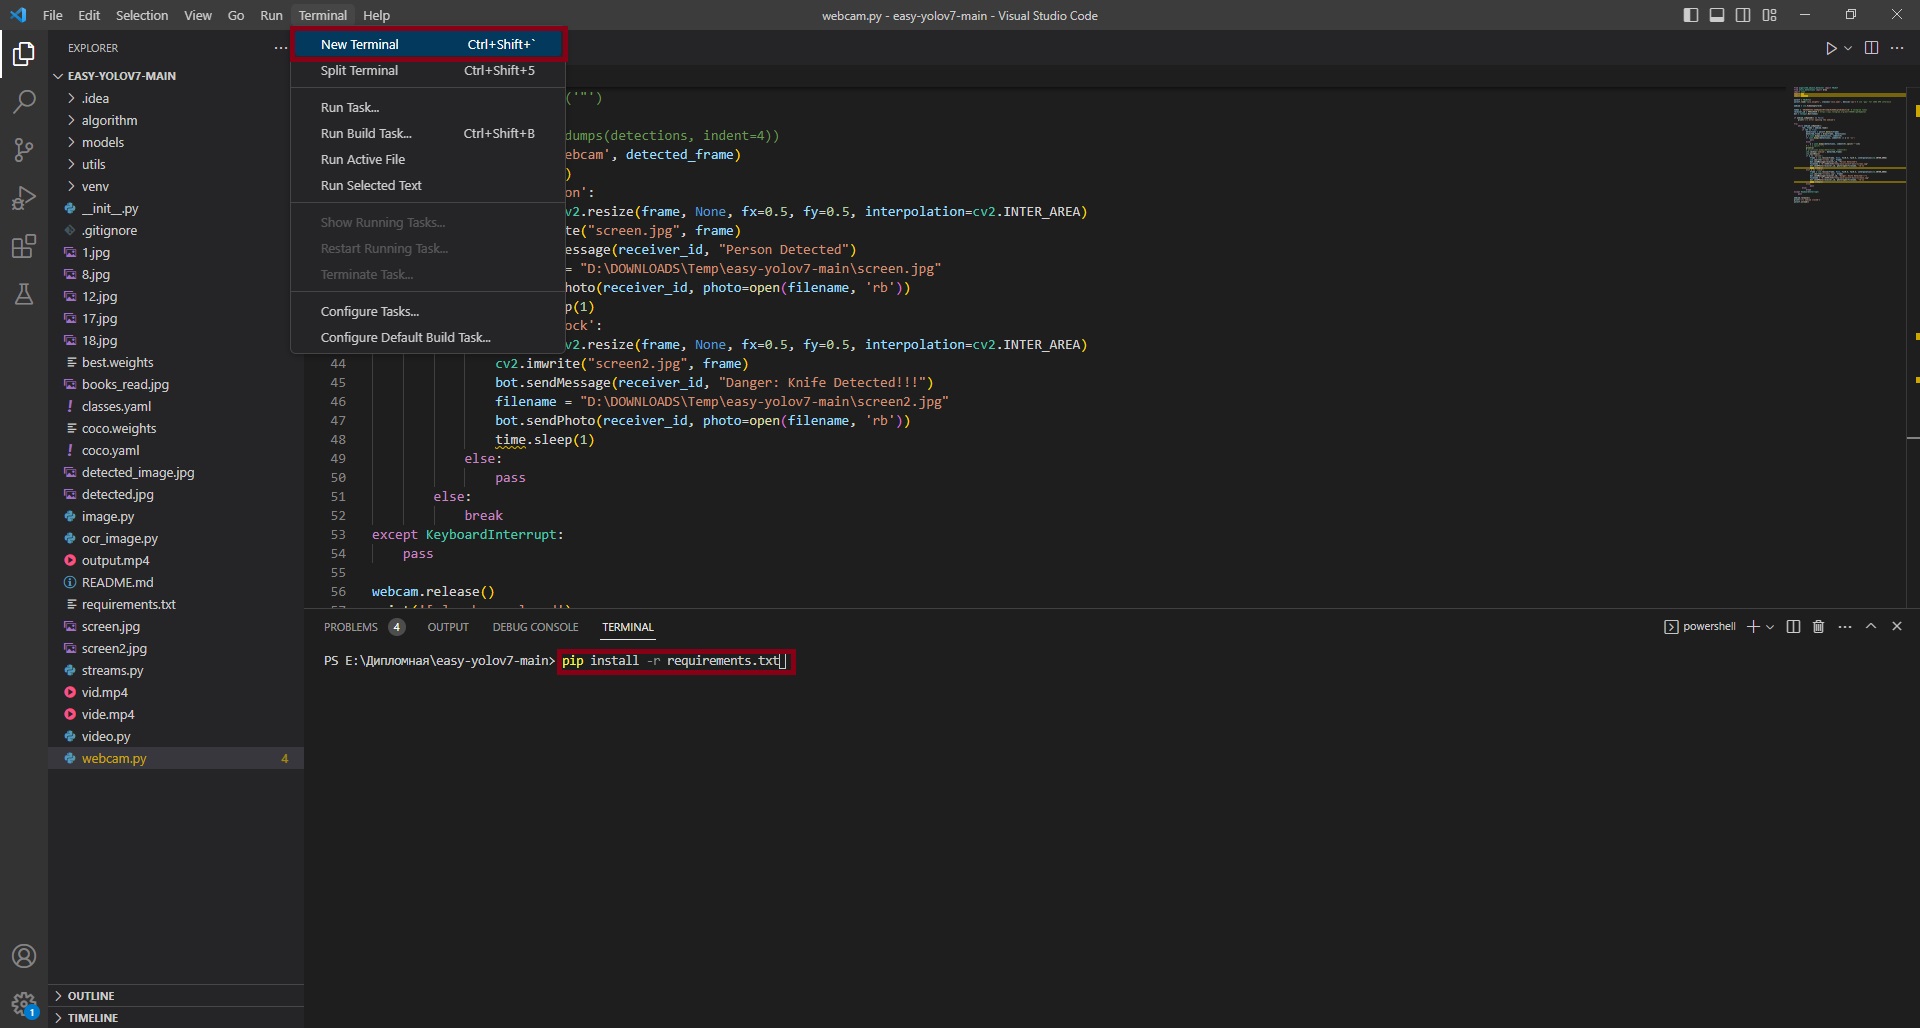 File Edit Selection View Go Run Terminal Help
webcam.py - easy-yolov7-main - Visual Studio Code
EXPLORER
EASY-YOLOV7-MAIN
.idea
algorithm
models
utils
venv
__init__.py
.gitignore
1.jpg
8.jpg
12.jpg
17.jpg
18.jpg
best.weights
books_read.jpg
classes.yaml
coco.weights
coco.yaml
detected_image.jpg
detected.jpg
image.py
ocr_image.py
output.mp4
README.md
requirements.txt
screen.jpg
screen2.jpg
streams.py
vid.mp4
vide.mp4
video.py
webcam.py 4
OUTLINE
TIMELINE
1
New Terminal Ctrl+Shift+`
Split Terminal Ctrl+Shift+5
Run Task...
Run Build Task... Ctrl+Shift+B
Run Active File
Run Selected Text
Show Running Tasks...
Restart Running Task...
Terminate Task...
Configure Tasks...
Configure Default Build Task...
('"')
dumps(detections, indent=4))
ebcam', detected_frame)
)
on':
v2.resize(frame, None, fx=0.5, fy=0.5, interpolation=cv2.INTER_AREA)
te("screen.jpg", frame)
essage(receiver_id, "Person Detected")
= "D:\DOWNLOADS\Temp\easy-yolov7-main\screen.jpg"
hoto(receiver_id, photo=open(filename, 'rb'))
p(1)
ock':
v2.resize(frame, None, fx=0.5, fy=0.5, interpolation=cv2.INTER_AREA)
44 cv2.imwrite("screen2.jpg", frame)
45 bot.sendMessage(receiver_id, "Danger: Knife Detected!!!")
46 filename = "D:\DOWNLOADS\Temp\easy-yolov7-main\screen2.jpg"
47 bot.sendPhoto(receiver_id, photo=open(filename, 'rb'))
48 time.sleep(1)
49 else:
50 pass
51 else:
52 break
53 except KeyboardInterrupt:
54 pass
55
56 webcam.release()
PROBLEMS 4 OUTPUT DEBUG CONSOLE TERMINAL
powershell
PS E:\Дипломная\easy-yolov7-main> pip install -r requirements.txt